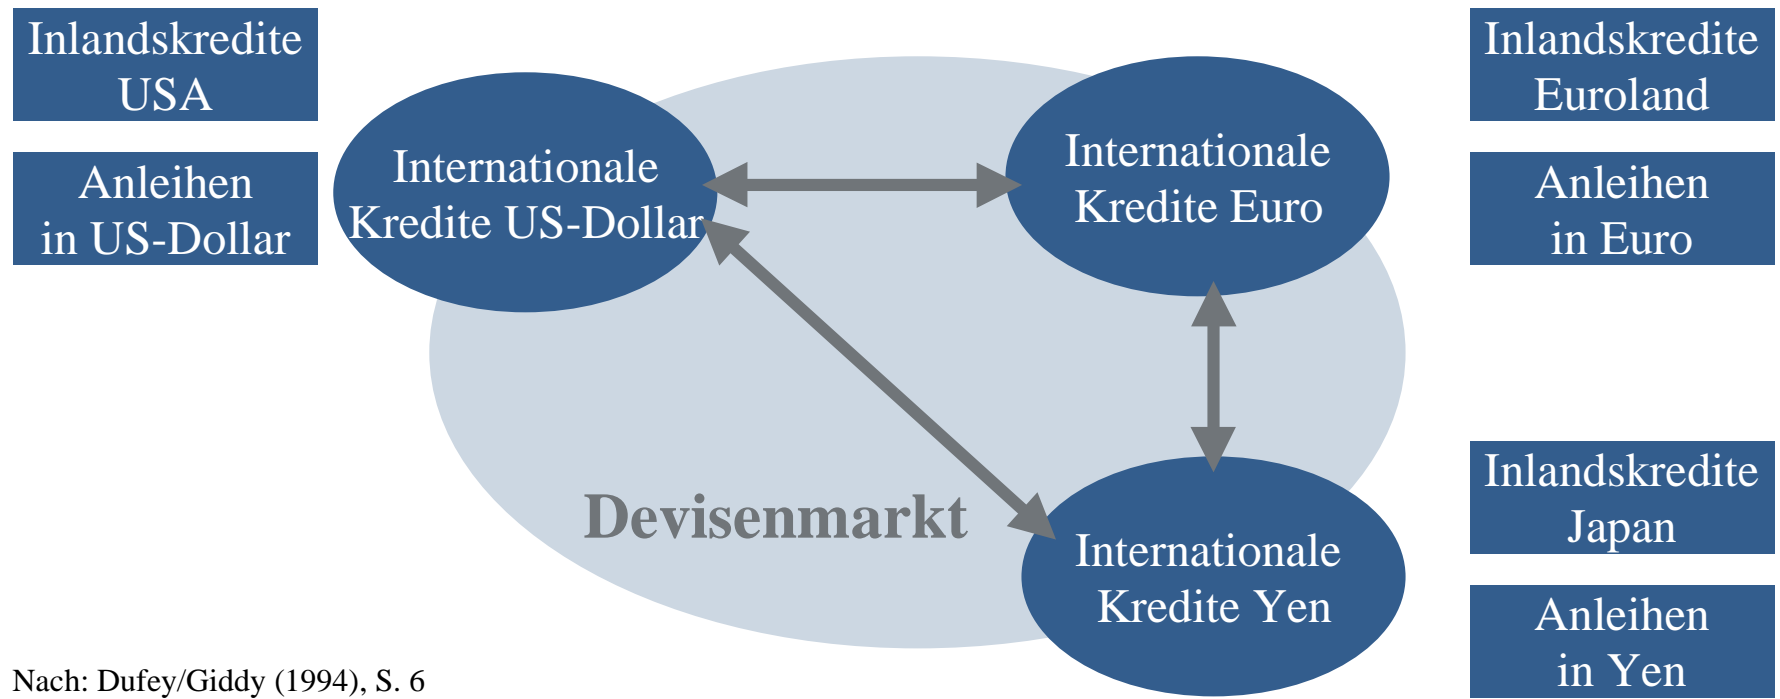 Inlandskredite
USA
Anleihen
in US-Dollar
Internationale
Kredite US-Dollar
Internationale
Kredite Euro
Inlandskredite
Euroland
Anleihen
in Euro
Devisenmarkt
Internationale
Kredite Yen
Inlandskredite
Japan
Anleihen
in Yen
Nach: Dufey/Giddy (1994), S. 6